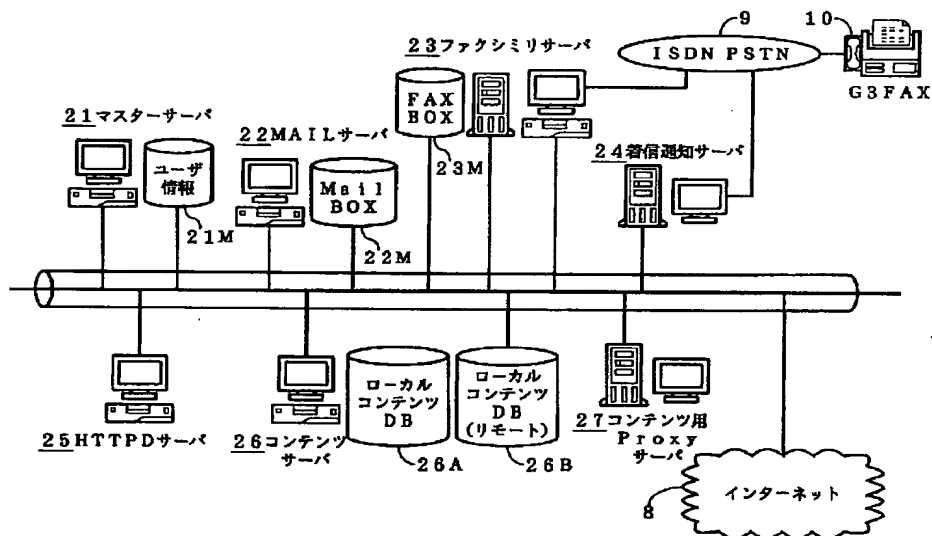 9
10
ISDN PSTN
G3FAX
23ファクシミリサーバ
FAX
BOX
23M
21マスターサーバ
ユーザ
情報
21M
22MAILサーバ
Mail
BOX
22M
24着信通知サーバ
25HTTPDサーバ
26コンテンツ
サーバ
ローカル
コンテンツ
DB
26A
ローカル
コンテンツ
DB
(リモート)
26B
27コンテンツ用
Proxy
サーバ
インターネット
8